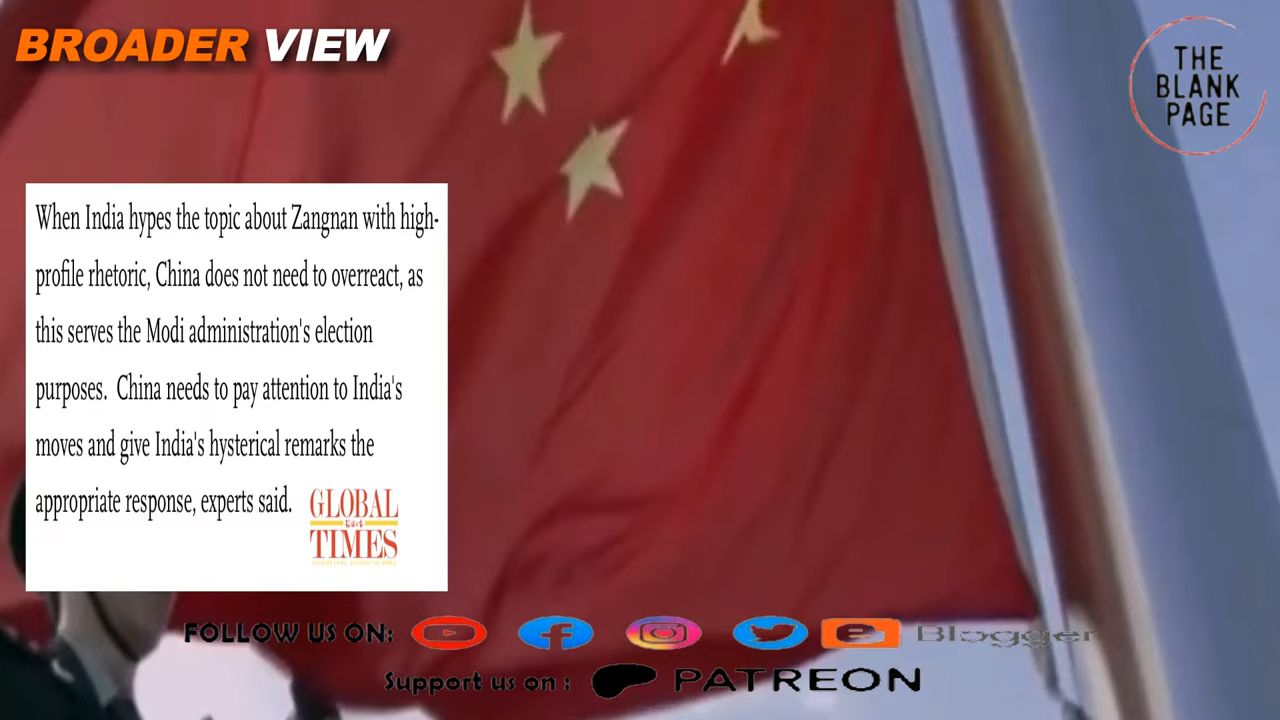 BROADER VIEW
THE
BLANK
PAGE
When India hypes the topic about Zangnan with high-
profile rhetoric, China does not need to overreact, as
this serves the Modi administration's election
purposes.  China needs to pay attention to India's
moves and give India's hysterical remarks the
appropriate response, experts said.
GLOBAL
TIMES
FOLLOW US ON:
Blogger
Support us on :
PATREON